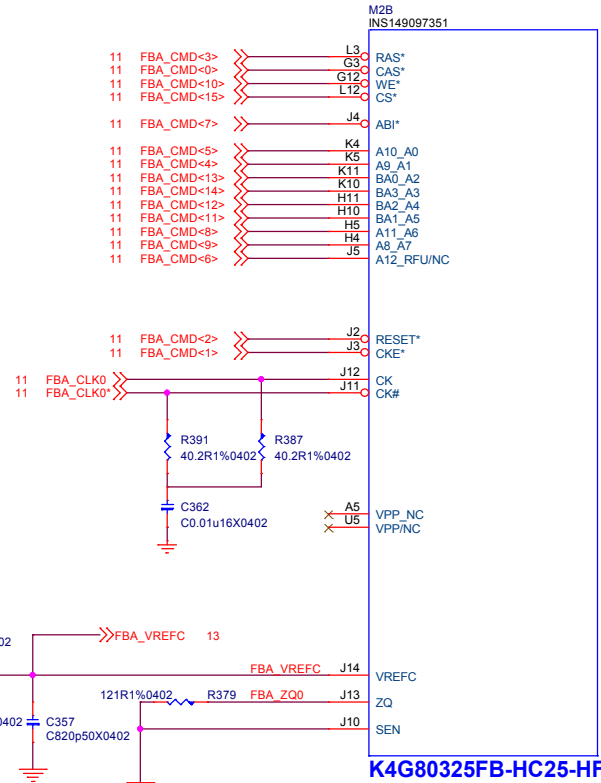 M2B
INS149097351
11 FBA_CMD<3> L3 RAS*
11 FBA_CMD<0> G3 CAS*
11 FBA_CMD<10> G12 WE*
11 FBA_CMD<15> L12 CS*
11 FBA_CMD<7> J4 ABI*
11 FBA_CMD<5> K4 A10_A0
11 FBA_CMD<4> K5 A9_A1
11 FBA_CMD<13> K11 BA0_A2
11 FBA_CMD<14> K10 BA3_A3
11 FBA_CMD<12> H11 BA2_A4
11 FBA_CMD<11> H10 BA1_A5
11 FBA_CMD<8> H5 A11_A6
11 FBA_CMD<9> H4 A8_A7
11 FBA_CMD<6> J5 A12_RFU/NC
11 FBA_CMD<2> J2 RESET*
11 FBA_CMD<1> J3 CKE*
11 FBA_CLK0 J12 CK
11 FBA_CLK0* J11 CK#
R391 R387
40.2R1%0402 40.2R1%0402
C362
C0.01u16X0402
A5 VPP_NC
U5 VPP/NC
FBA_VREFC 13
02
FBA_VREFC J14 VREFC
121R1%0402 R379 FBA_ZQ0 J13 ZQ
0402 C357
C820p50X0402
J10 SEN
K4G80325FB-HC25-HF